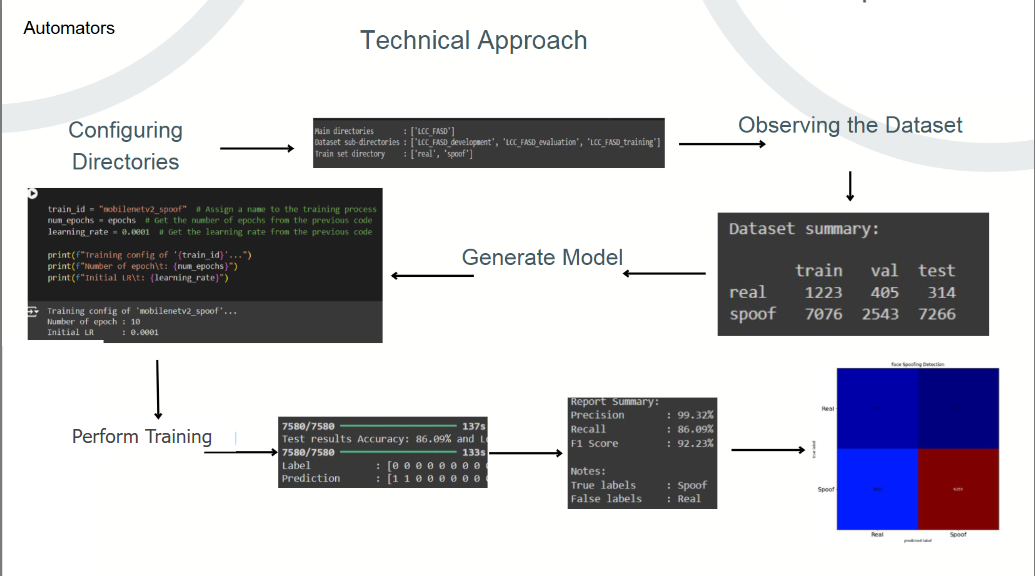 Automators
Technical Approach
Configuring
Directories
Main directories : ['LCC_FASD']
Dataset sub-directories : ['LCC_FASD_development', 'LCC_FASD_evaluation', 'LCC_FASD_training']
Train set directory : ['real', 'spoof']
Observing the Dataset
Dataset summary:
train val test
real 1223 405 314
spoof 7076 2543 7266
Generate Model
train_id = "mobilenetv2_spoof" # Assign a name to the training process
num_epochs = epochs # Get the number of epochs from the previous code
learning_rate = 0.0001 # Get the learning rate from the previous code
print(f"Training config of '{train_id}'...")
print(f"Number of epoch\t: {num_epochs}")
print(f"Initial LR\t: {learning_rate}")
Training config of 'mobilenetv2_spoof'...
Number of epoch : 10
Initial LR : 0.0001
Perform Training
7580/7580 137s
Test results Accuracy: 86.09% and
7580/7580 133s
Label : [0 0 0 0 0 0 0 0
Prediction : [1 1 0 0 0 0 0 0
Report Summary:
Precision : 99.32%
Recall : 86.09%
F1 Score : 92.23%
Notes:
True labels : Spoof
False labels : Real
Face Spoofing Detection
Real
Spoof
true label
Real
Spoof
predicted label